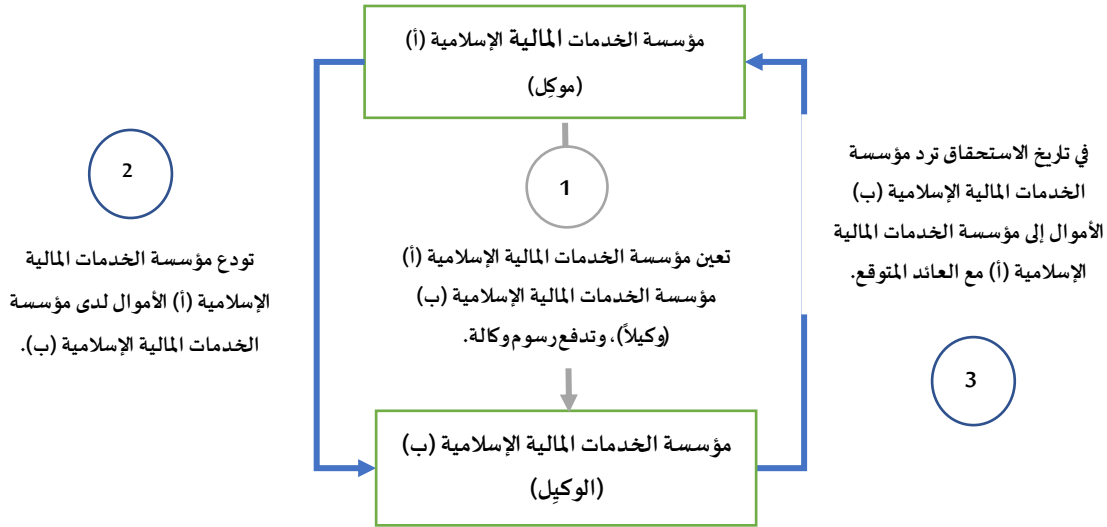 مؤسسة الخدمات المالية الإسلامية (أ)
(موكِل)
1
تعين مؤسسة الخدمات المالية الإسلامية (أ)
مؤسسة الخدمات المالية الإسلامية (ب)
(وكيلاً)، وتدفع رسوم وكالة.
2
تودع مؤسسة الخدمات المالية
الإسلامية (أ) الأموال لدى مؤسسة
الخدمات المالية الإسلامية (ب).
مؤسسة الخدمات المالية الإسلامية (ب)
(الوكيِل)
في تاريخ الاستحقاق ترد مؤسسة
الخدمات المالية الإسلامية (ب)
الأموال إلى مؤسسة الخدمات المالية
الإسلامية (أ) مع العائد المتوقع.
3